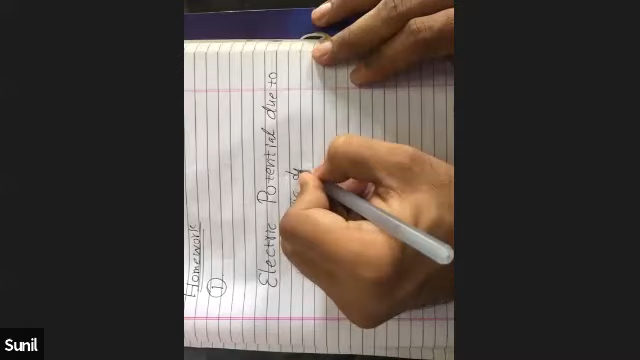 Homework
①
Electric Potential due to
Sunil